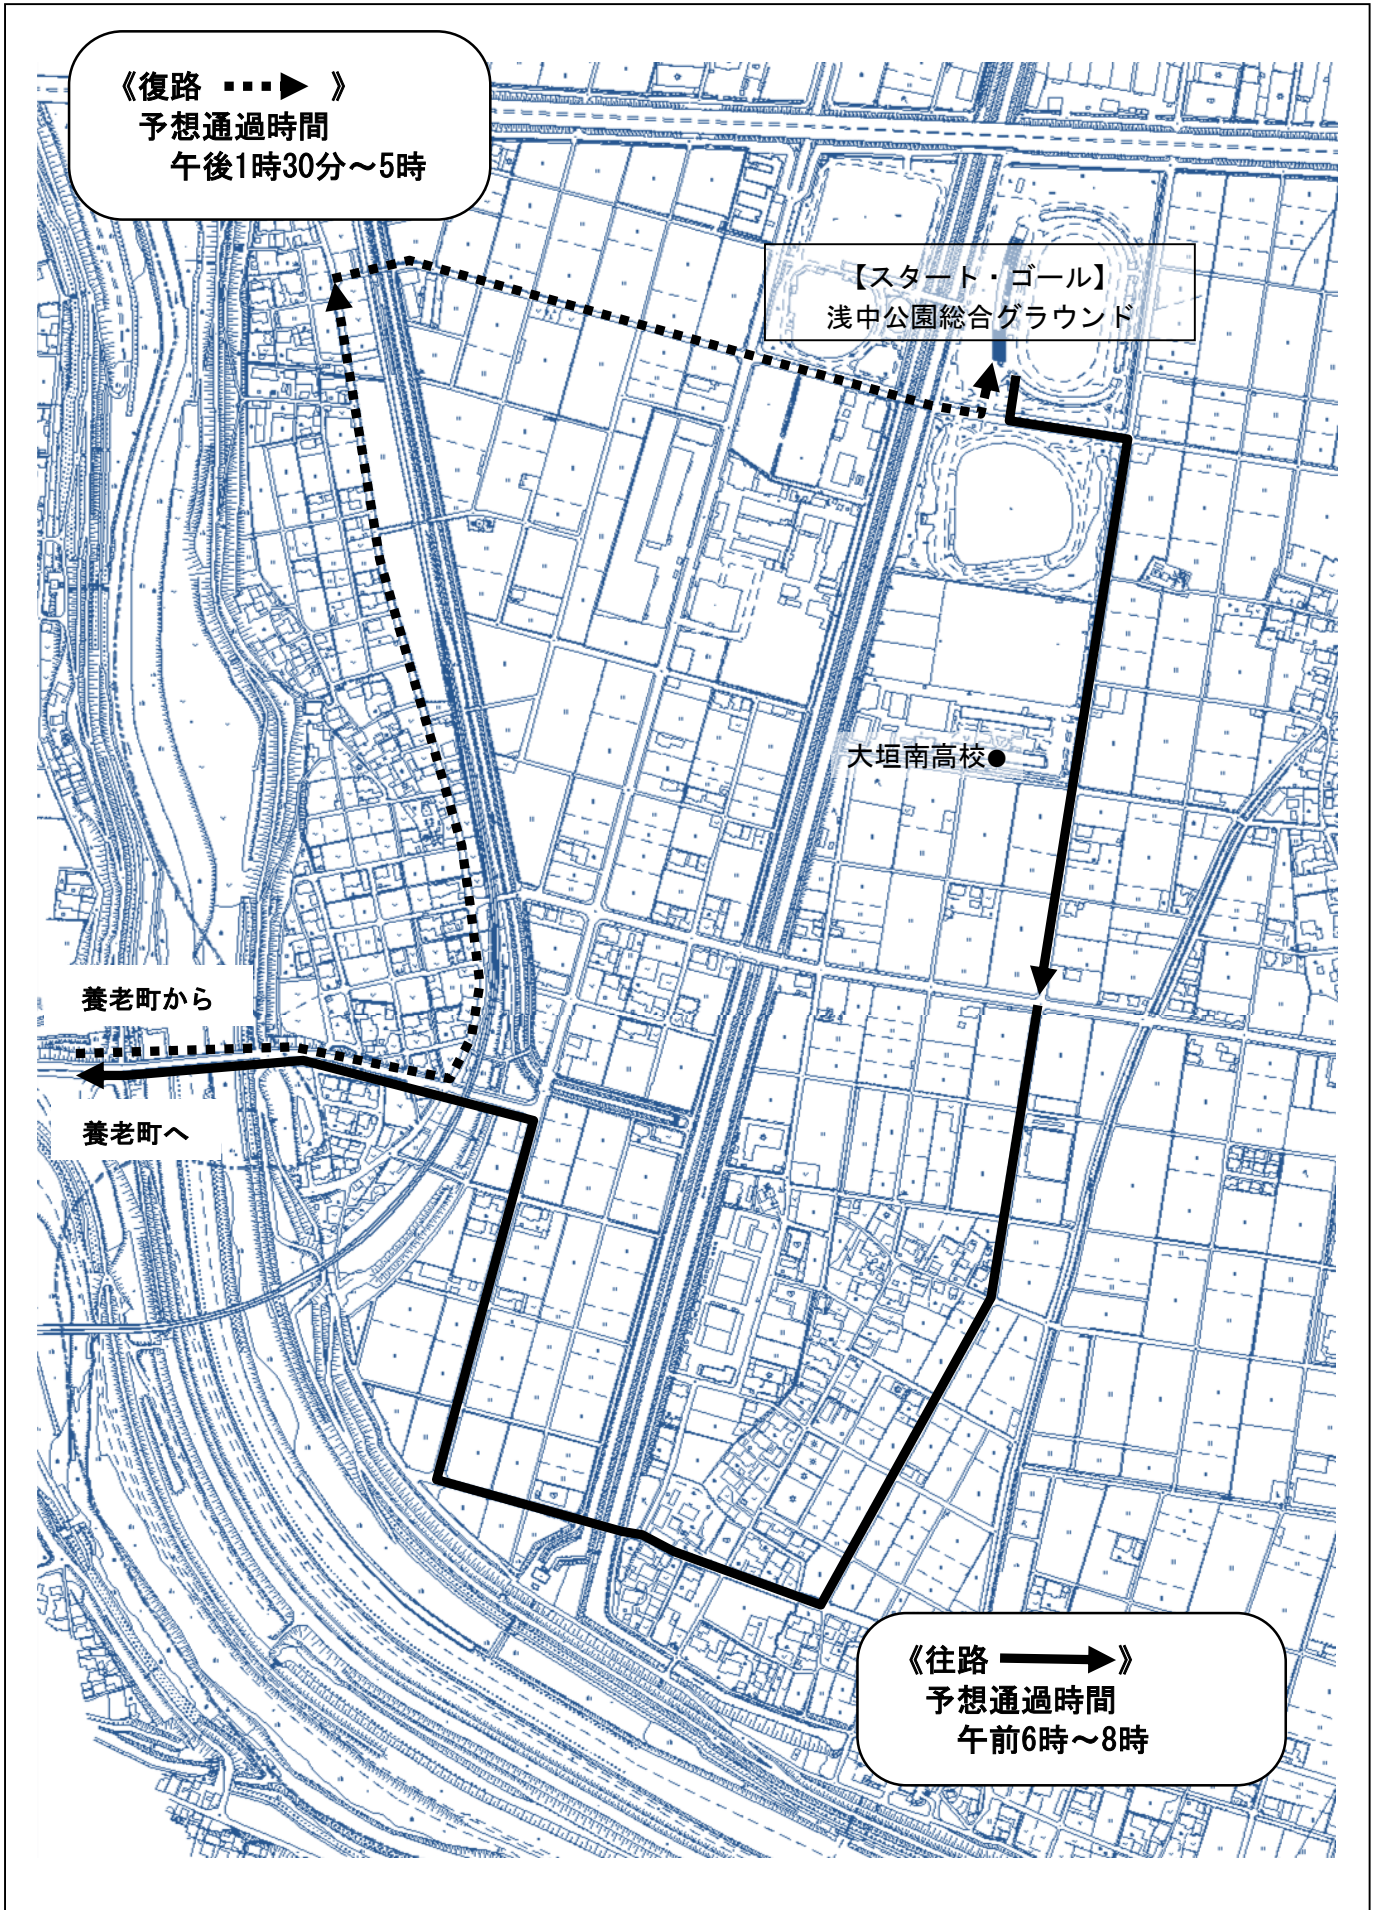 《復路 ▪▪▪▶ 》
予想通過時間
午後1時30分～5時
【スタート・ゴール】
浅中公園総合グラウンド
大垣南高校●
養老町から
養老町へ
《往路 ───▶》
予想通過時間
午前6時～8時